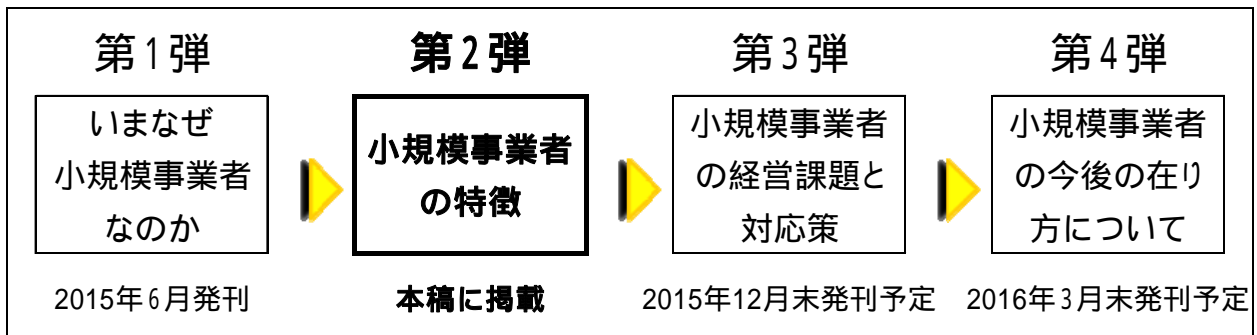 第1弾
いまなぜ
小規模事業者
なのか
2015年6月発刊
第2弾
小規模事業者
の特徴
本稿に掲載
第3弾
小規模事業者
の経営課題と
対応策
2015年12月末発刊予定
第4弾
小規模事業者
の今後の在り
方について
2016年3月末発刊予定